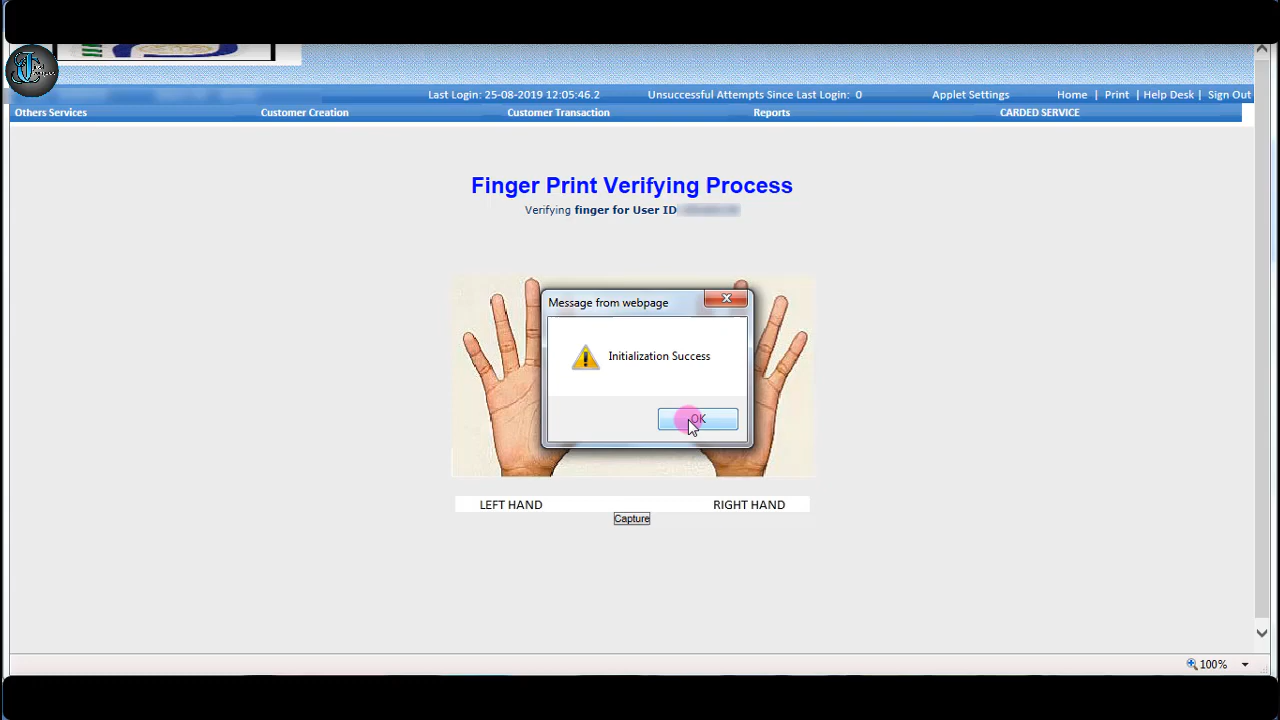 Last Login: 25-08-2019 12:05:46.2 Unsuccessful Attempts Since Last Login: 0 Applet Settings Home | Print | Help Desk | Sign Out
Others Services Customer Creation Customer Transaction Reports CARDED SERVICE
Finger Print Verifying Process
Verifying finger for User ID
Message from webpage
Initialization Success
OK
LEFT HAND RIGHT HAND
Capture
100%